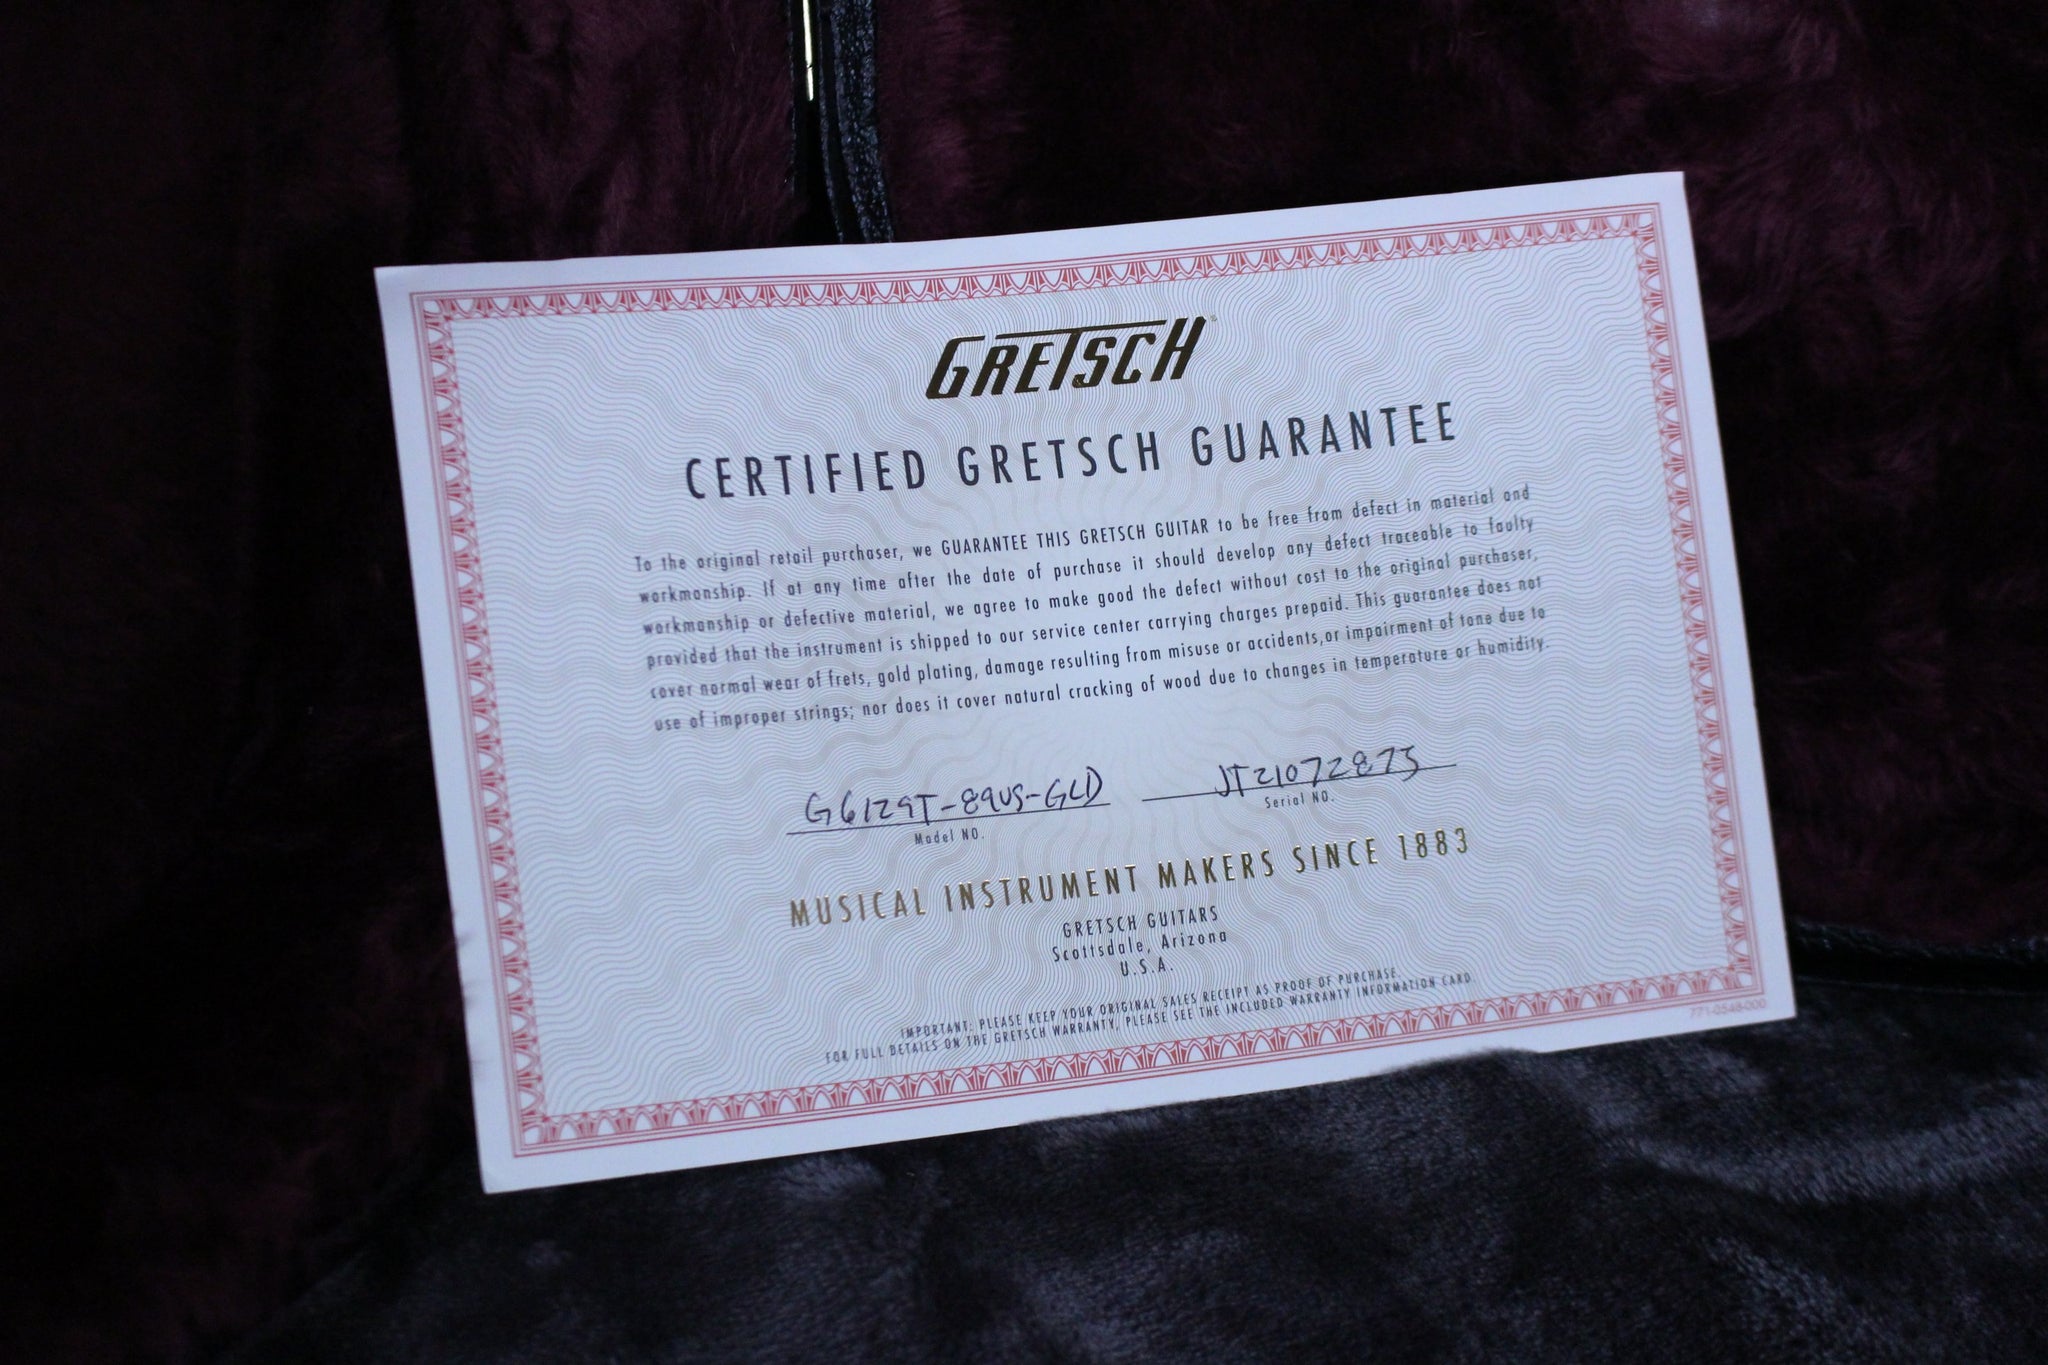 GRETSCH®
CERTIFIED GRETSCH GUARANTEE
To the original retail purchaser, we GUARANTEE THIS GRETSCH GUITAR to be free from defect in material and
workmanship. If at any time after the date of purchase it should develop any defect traceable to faulty
workmanship or defective material, we agree to make good the defect without cost to the original purchaser,
provided that the instrument is shipped to our service center carrying charges prepaid. This guarantee does not
cover normal wear of frets, gold plating, damage resulting from misuse or accidents,or impairment of tone due to
use of improper strings; nor does it cover natural cracking of wood due to changes in temperature or humidity.
G6129T-89VS-GLD JT21072875
Model NO. Serial NO.
MUSICAL INSTRUMENT MAKERS SINCE 1883
GRETSCH GUITARS
Scottsdale, Arizona
U.S.A.
IMPORTANT: PLEASE KEEP YOUR ORIGINAL SALES RECEIPT AS PROOF OF PURCHASE.
FOR FULL DETAILS ON THE GRETSCH WARRANTY, PLEASE SEE THE INCLUDED WARRANTY INFORMATION CARD.
771-0548-000